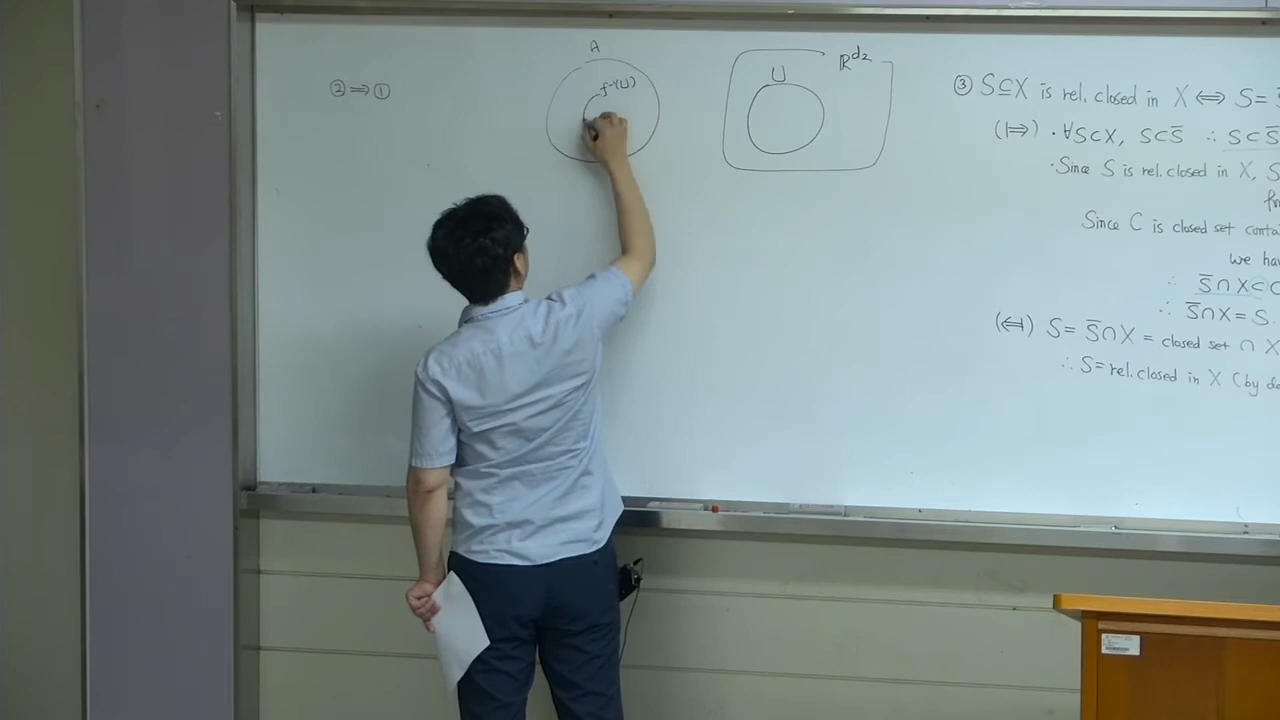 ② ⇒ ①
A
f⁻¹(U)
U
ℝ^d₂
③ S⊆X is rel. closed in X ⇔ S=
(⇒) · ∀S⊂X, S⊂S̄ ∴ S⊂S̄
· Since S is rel. closed in X, S
Since C is closed set conta
we ha
∴ S̄∩X⊂C
∴ S̄∩X=S.
(⇐) S= S̄∩X = closed set ∩ X
∴ S=rel. closed in X (by de